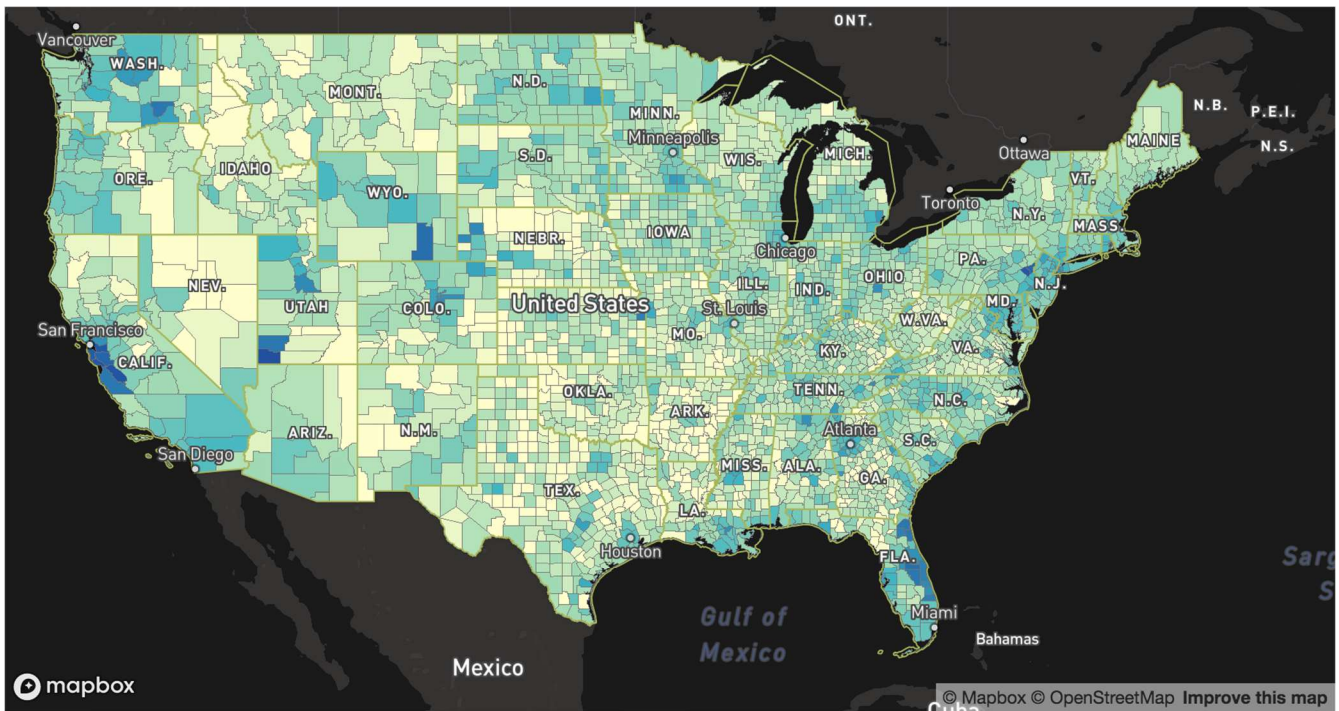 ONT.
Vancouver
WASH.
N.D.
MONT.
N.B.
P.E.I.
MINN.
Minneapolis
MAINE
N.S.
Ottawa
S.D.
WIS.
MICH.
IDAHO
ORE.
VT.
WYO.
Toronto
N.Y.
MASS.
IOWA
NEBR.
Chicago
PA.
OHIO
NEV.
ILL.
IND.
N.J.
UTAH
United States
MD.
COLO.
St. Louis
W.VA.
San Francisco
MO.
KY.
VA.
CALIF.
TENN.
OKLA.
N.C.
ARK.
Atlanta
ARIZ.
N.M.
S.C.
San Diego
MISS.
ALA.
GA.
TEX.
LA.
Houston
FLA.
Sarg
S
Miami
Gulf of
Mexico
Bahamas
Mexico
mapbox
© Mapbox © OpenStreetMap Improve this map
Cuba